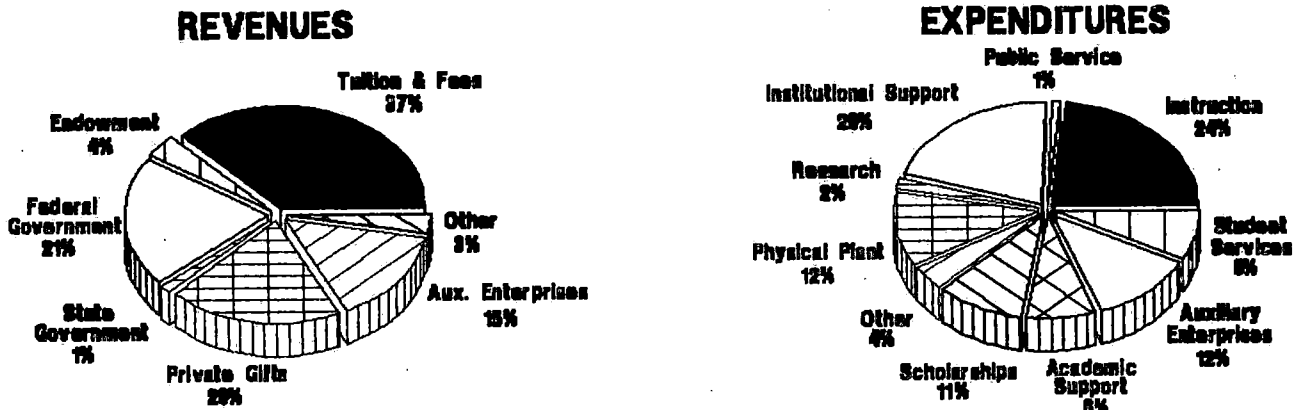 REVENUES
Tuition & Fees
37%
Endowment
4%
Federal
Government
21%
Other
3%
Aux. Enterprises
15%
State
Government
1%
Private Gifts
EXPENDITURES
Public Service
1%
Institutional Support
Instruction
24%
Research
2%
Physical Plant
12%
Student
Services
Other
4%
Auxiliary
Enterprises
12%
Scholarships
11%
Academic
Support